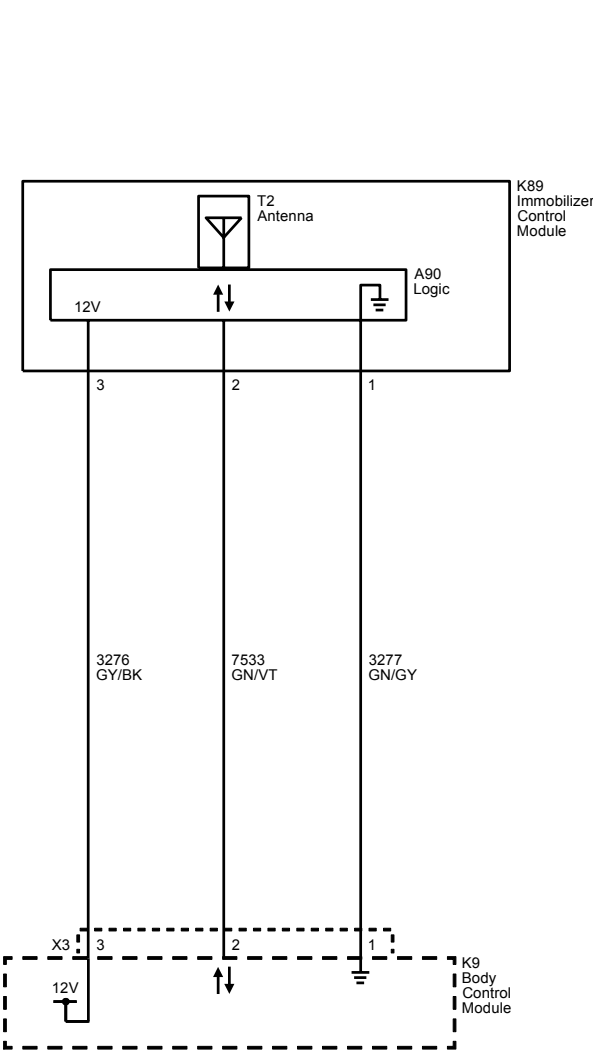 K89
Immobilizer
Control
Module
T2
Antenna
A90
Logic
12V
3
2
1
3276
GY/BK
7533
GN/VT
3277
GN/GY
X3
3
2
1
K9
Body
Control
Module
12V